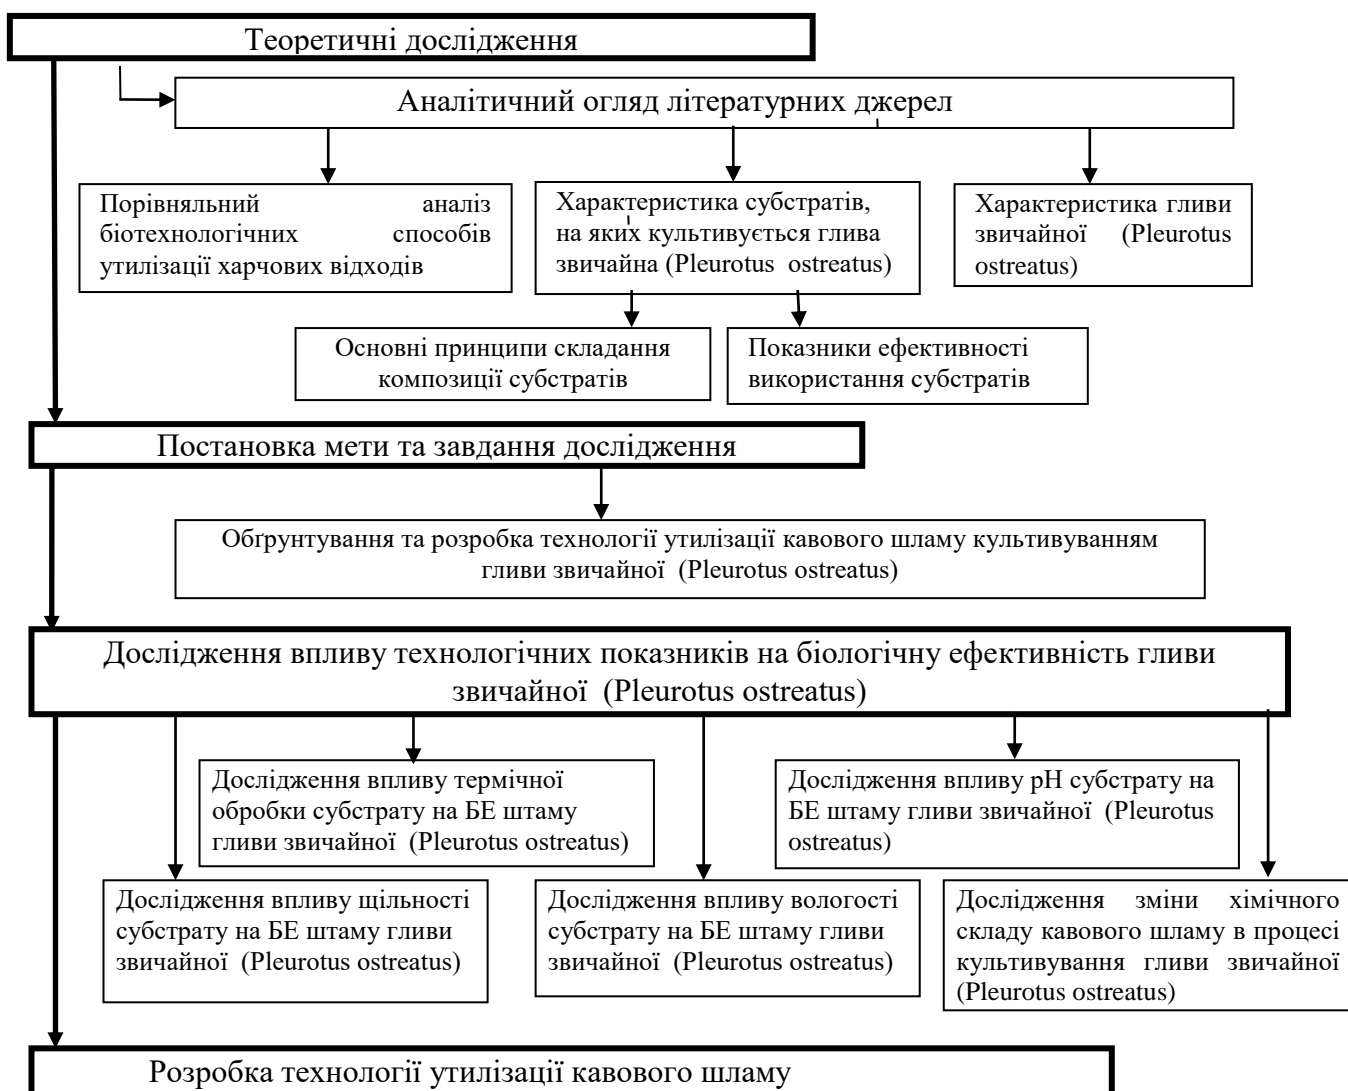 Теоретичні дослідження
Аналітичний огляд літературних джерел
Порівняльний аналіз
біотехнологічних способів
утилізації харчових відходів
Характеристика субстратів,
на яких культивується глива
звичайна (Pleurotus ostreatus)
Характеристика гливи
звичайної (Pleurotus
ostreatus)
Основні принципи складання
композиції субстратів
Показники ефективності
використання субстратів
Постановка мети та завдання дослідження
Обґрунтування та розробка технології утилізації кавового шламу культивуванням
гливи звичайної (Pleurotus ostreatus)
Дослідження впливу технологічних показників на біологічну ефективність гливи
звичайної (Pleurotus ostreatus)
Дослідження впливу термічної
обробки субстрату на БЕ штаму
гливи звичайної (Pleurotus ostreatus)
Дослідження впливу pH субстрату на
БЕ штаму гливи звичайної (Pleurotus
ostreatus)
Дослідження впливу щільності
субстрату на БЕ штаму гливи
звичайної (Pleurotus ostreatus)
Дослідження впливу вологості
субстрату на БЕ штаму гливи
звичайної (Pleurotus ostreatus)
Дослідження зміни хімічного
складу кавового шламу в процесі
культивування гливи звичайної
(Pleurotus ostreatus)
Розробка технології утилізації кавового шламу